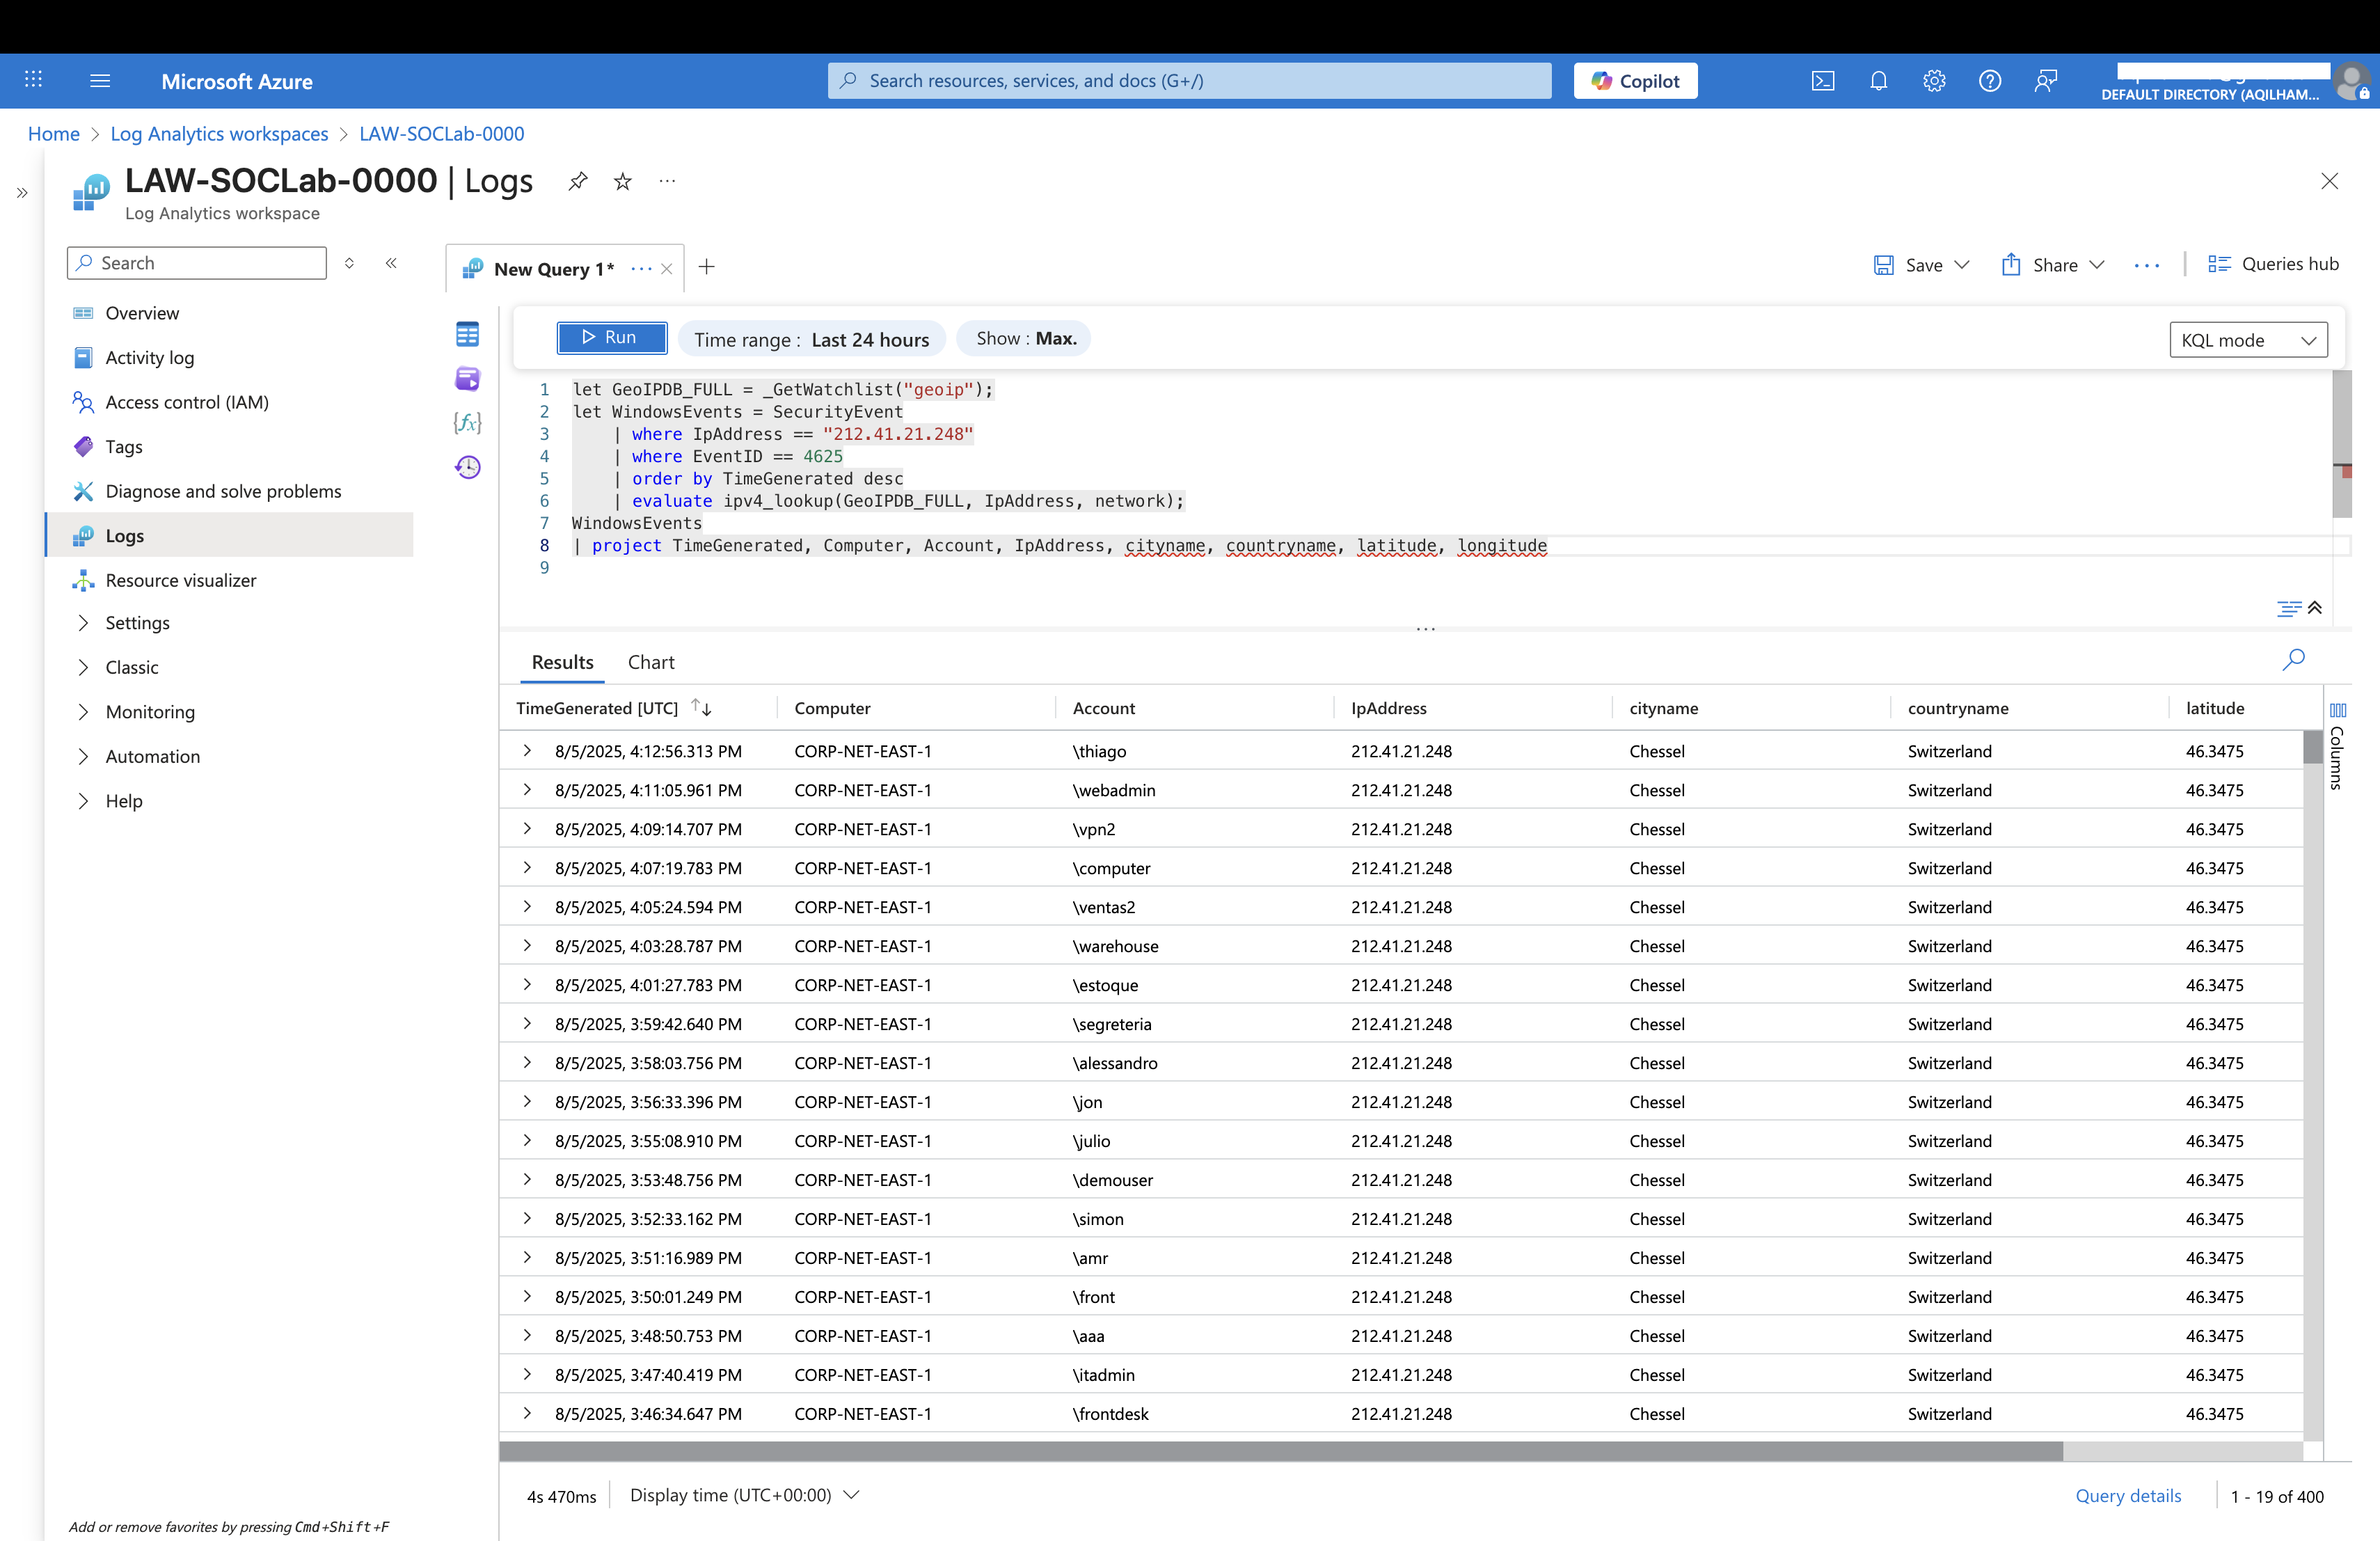 Microsoft Azure
Search resources, services, and docs (G+/)
Copilot
DEFAULT DIRECTORY (AQILHAM...
Home > Log Analytics workspaces > LAW-SOCLab-0000
LAW-SOCLab-0000 | Logs
Log Analytics workspace
Search
Overview
Activity log
Access control (IAM)
Tags
Diagnose and solve problems
Logs
Resource visualizer
Settings
Classic
Monitoring
Automation
Help
Add or remove favorites by pressing Cmd+Shift+F
New Query 1*
Save
Share
Queries hub
Run
Time range : Last 24 hours
Show : Max.
KQL mode
1 let GeoIPDB_FULL = _GetWatchlist("geoip");
2 let WindowsEvents = SecurityEvent
3 | where IpAddress == "212.41.21.248"
4 | where EventID == 4625
5 | order by TimeGenerated desc
6 | evaluate ipv4_lookup(GeoIPDB_FULL, IpAddress, network);
7 WindowsEvents
8 | project TimeGenerated, Computer, Account, IpAddress, cityname, countryname, latitude, longitude
9
Results Chart
TimeGenerated [UTC] Computer Account IpAddress cityname countryname latitude
Columns
8/5/2025, 4:12:56.313 PM CORP-NET-EAST-1 \thiago 212.41.21.248 Chessel Switzerland 46.3475
8/5/2025, 4:11:05.961 PM CORP-NET-EAST-1 \webadmin 212.41.21.248 Chessel Switzerland 46.3475
8/5/2025, 4:09:14.707 PM CORP-NET-EAST-1 \vpn2 212.41.21.248 Chessel Switzerland 46.3475
8/5/2025, 4:07:19.783 PM CORP-NET-EAST-1 \computer 212.41.21.248 Chessel Switzerland 46.3475
8/5/2025, 4:05:24.594 PM CORP-NET-EAST-1 \ventas2 212.41.21.248 Chessel Switzerland 46.3475
8/5/2025, 4:03:28.787 PM CORP-NET-EAST-1 \warehouse 212.41.21.248 Chessel Switzerland 46.3475
8/5/2025, 4:01:27.783 PM CORP-NET-EAST-1 \estoque 212.41.21.248 Chessel Switzerland 46.3475
8/5/2025, 3:59:42.640 PM CORP-NET-EAST-1 \segreteria 212.41.21.248 Chessel Switzerland 46.3475
8/5/2025, 3:58:03.756 PM CORP-NET-EAST-1 \alessandro 212.41.21.248 Chessel Switzerland 46.3475
8/5/2025, 3:56:33.396 PM CORP-NET-EAST-1 \jon 212.41.21.248 Chessel Switzerland 46.3475
8/5/2025, 3:55:08.910 PM CORP-NET-EAST-1 \julio 212.41.21.248 Chessel Switzerland 46.3475
8/5/2025, 3:53:48.756 PM CORP-NET-EAST-1 \demouser 212.41.21.248 Chessel Switzerland 46.3475
8/5/2025, 3:52:33.162 PM CORP-NET-EAST-1 \simon 212.41.21.248 Chessel Switzerland 46.3475
8/5/2025, 3:51:16.989 PM CORP-NET-EAST-1 \amr 212.41.21.248 Chessel Switzerland 46.3475
8/5/2025, 3:50:01.249 PM CORP-NET-EAST-1 \front 212.41.21.248 Chessel Switzerland 46.3475
8/5/2025, 3:48:50.753 PM CORP-NET-EAST-1 \aaa 212.41.21.248 Chessel Switzerland 46.3475
8/5/2025, 3:47:40.419 PM CORP-NET-EAST-1 \itadmin 212.41.21.248 Chessel Switzerland 46.3475
8/5/2025, 3:46:34.647 PM CORP-NET-EAST-1 \frontdesk 212.41.21.248 Chessel Switzerland 46.3475
4s 470ms
Display time (UTC+00:00)
Query details
1 - 19 of 400